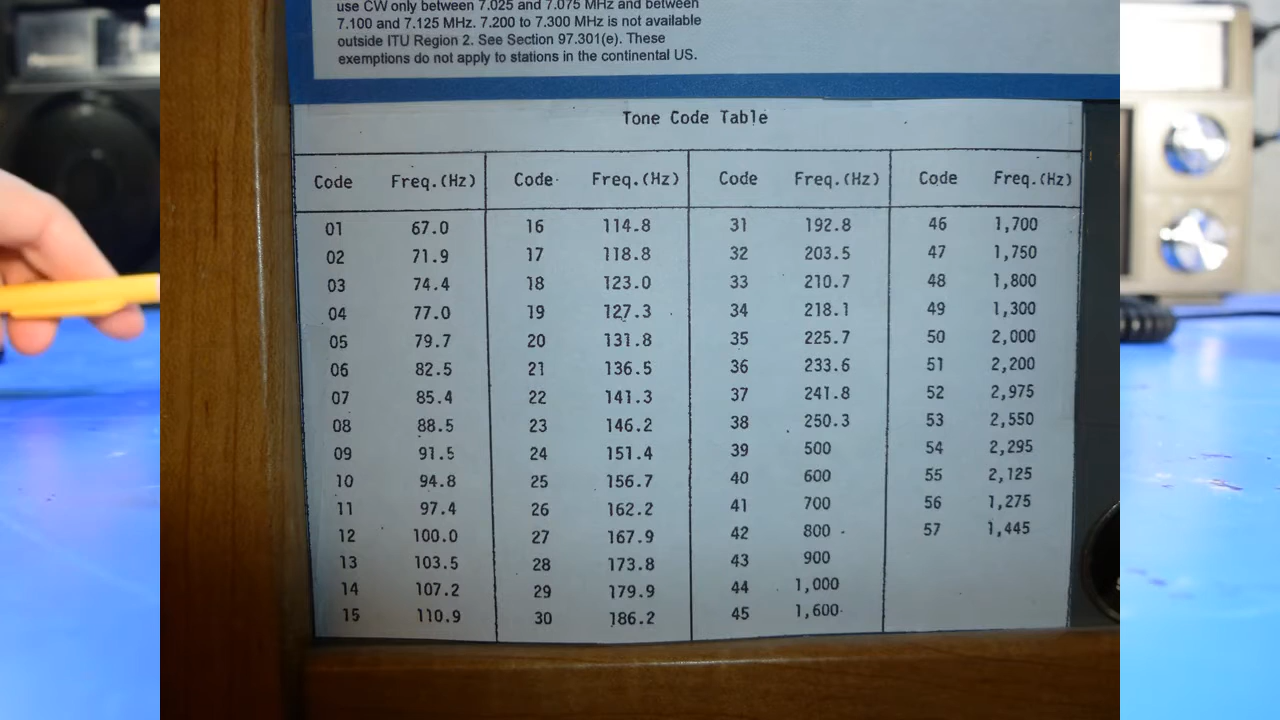 use CW only between 7.025 and 7.075 MHz and between
7.100 and 7.125 MHz. 7.200 to 7.300 MHz is not available
outside ITU Region 2. See Section 97.301(e). These
exemptions do not apply to stations in the continental US.
Tone Code Table
Code Freq.(Hz) Code Freq.(Hz) Code Freq.(Hz) Code Freq.(Hz)
01 67.0 16 114.8 31 192.8 46 1,700
02 71.9 17 118.8 32 203.5 47 1,750
03 74.4 18 123.0 33 210.7 48 1,800
04 77.0 19 127.3 34 218.1 49 1,300
05 79.7 20 131.8 35 225.7 50 2,000
06 82.5 21 136.5 36 233.6 51 2,200
07 85.4 22 141.3 37 241.8 52 2,975
08 88.5 23 146.2 38 250.3 53 2,550
09 91.5 24 151.4 39 500 54 2,295
10 94.8 25 156.7 40 600 55 2,125
11 97.4 26 162.2 41 700 56 1,275
12 100.0 27 167.9 42 800 57 1,445
13 103.5 28 173.8 43 900
14 107.2 29 179.9 44 1,000
15 110.9 30 186.2 45 1,600